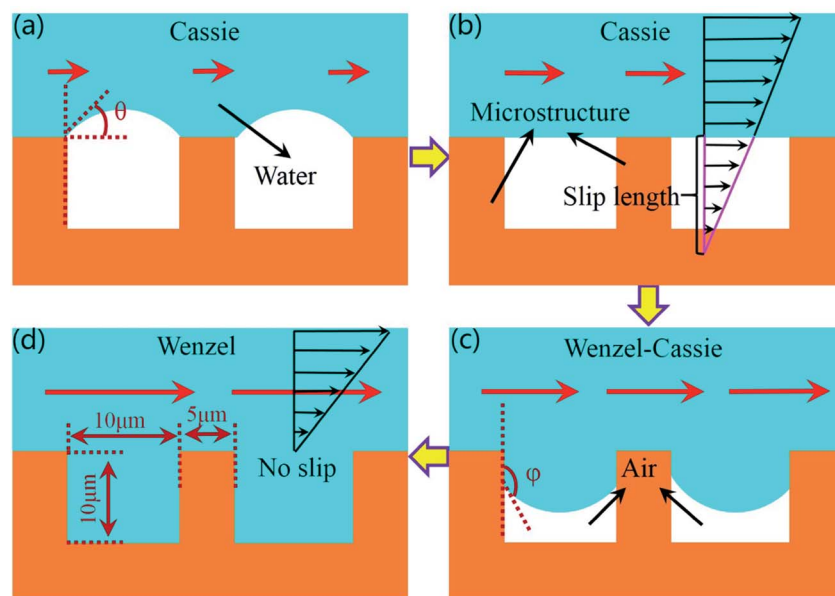 (a)
Cassie
θ
Water
(b)
Cassie
Microstructure
Slip length
(d)
Wenzel
10μm
5μm
10μm
No slip
(c)
Wenzel-Cassie
φ
Air